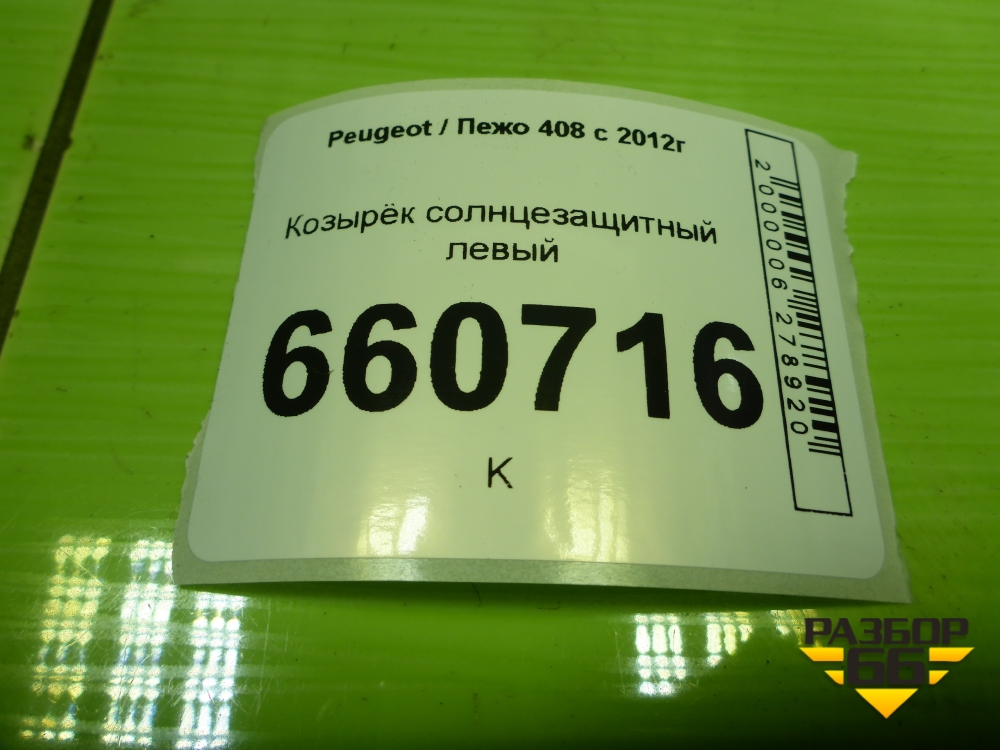 Peugeot / Пежо 408 с 2012г
Козырёк солнцезащитный
левый
660716
К
2000006278920
РАЗБОР
66